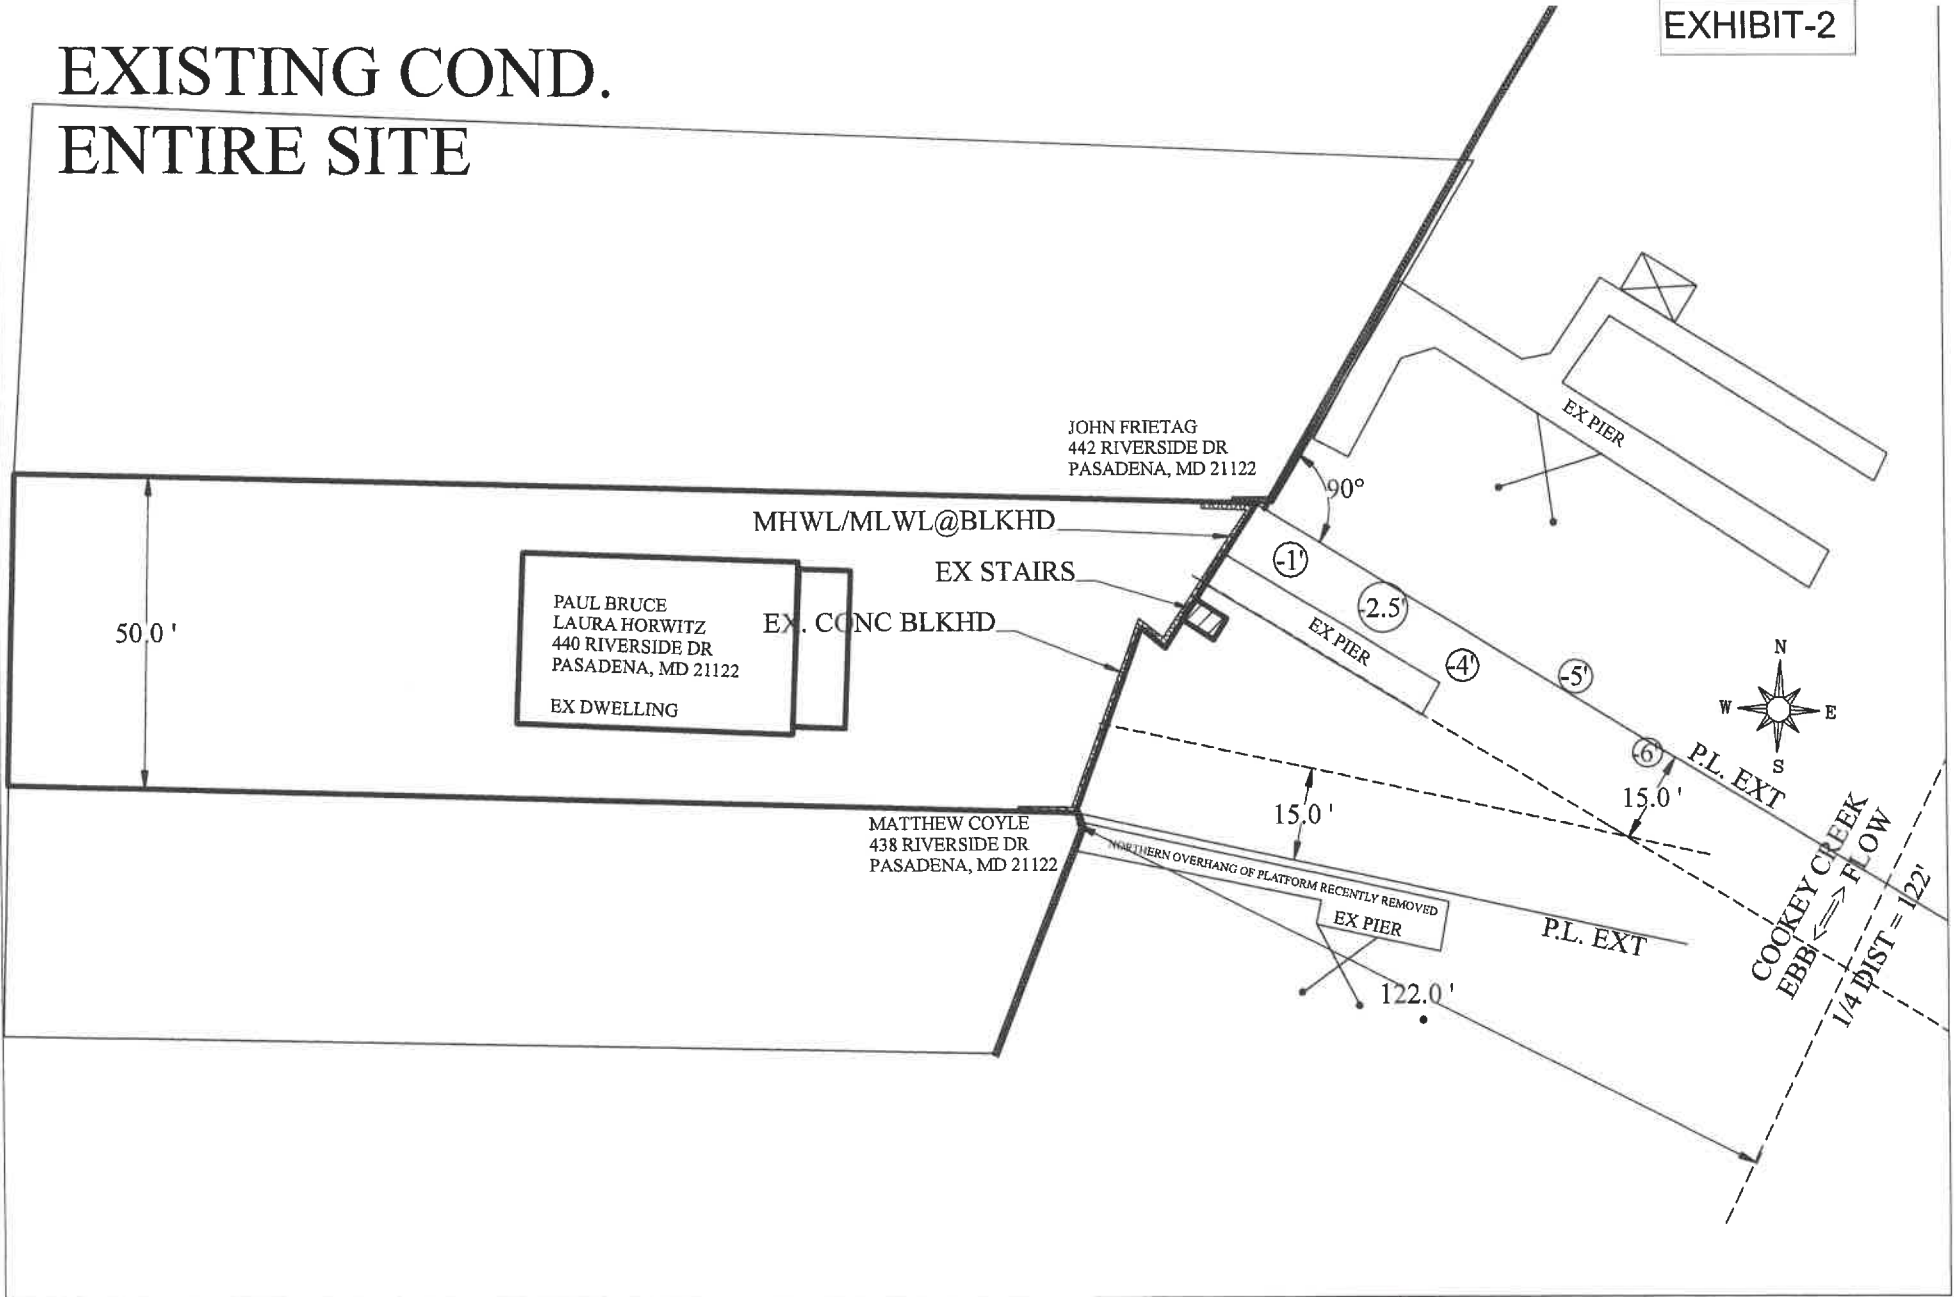 EXHIBIT-2
EXISTING COND.
ENTIRE SITE
JOHN FRIETAG
442 RIVERSIDE DR
PASADENA, MD 21122
EX PIER
90°
MHWL/MLWL@BLKHD
-1'
EX STAIRS
-2.5'
50.0 '
PAUL BRUCE
LAURA HORWITZ
440 RIVERSIDE DR
PASADENA, MD 21122
EX DWELLING
EX. CONC BLKHD
EX PIER
-4'
-5'
N
W
E
S
-6'
P.L. EXT
15.0 '
15.0 '
MATTHEW COYLE
438 RIVERSIDE DR
PASADENA, MD 21122
NORTHERN OVERHANG OF PLATFORM RECENTLY REMOVED
EX PIER
P.L. EXT
COOKEY CREEK
EBB FLOW
1/4 DIST = 122'
122.0 '